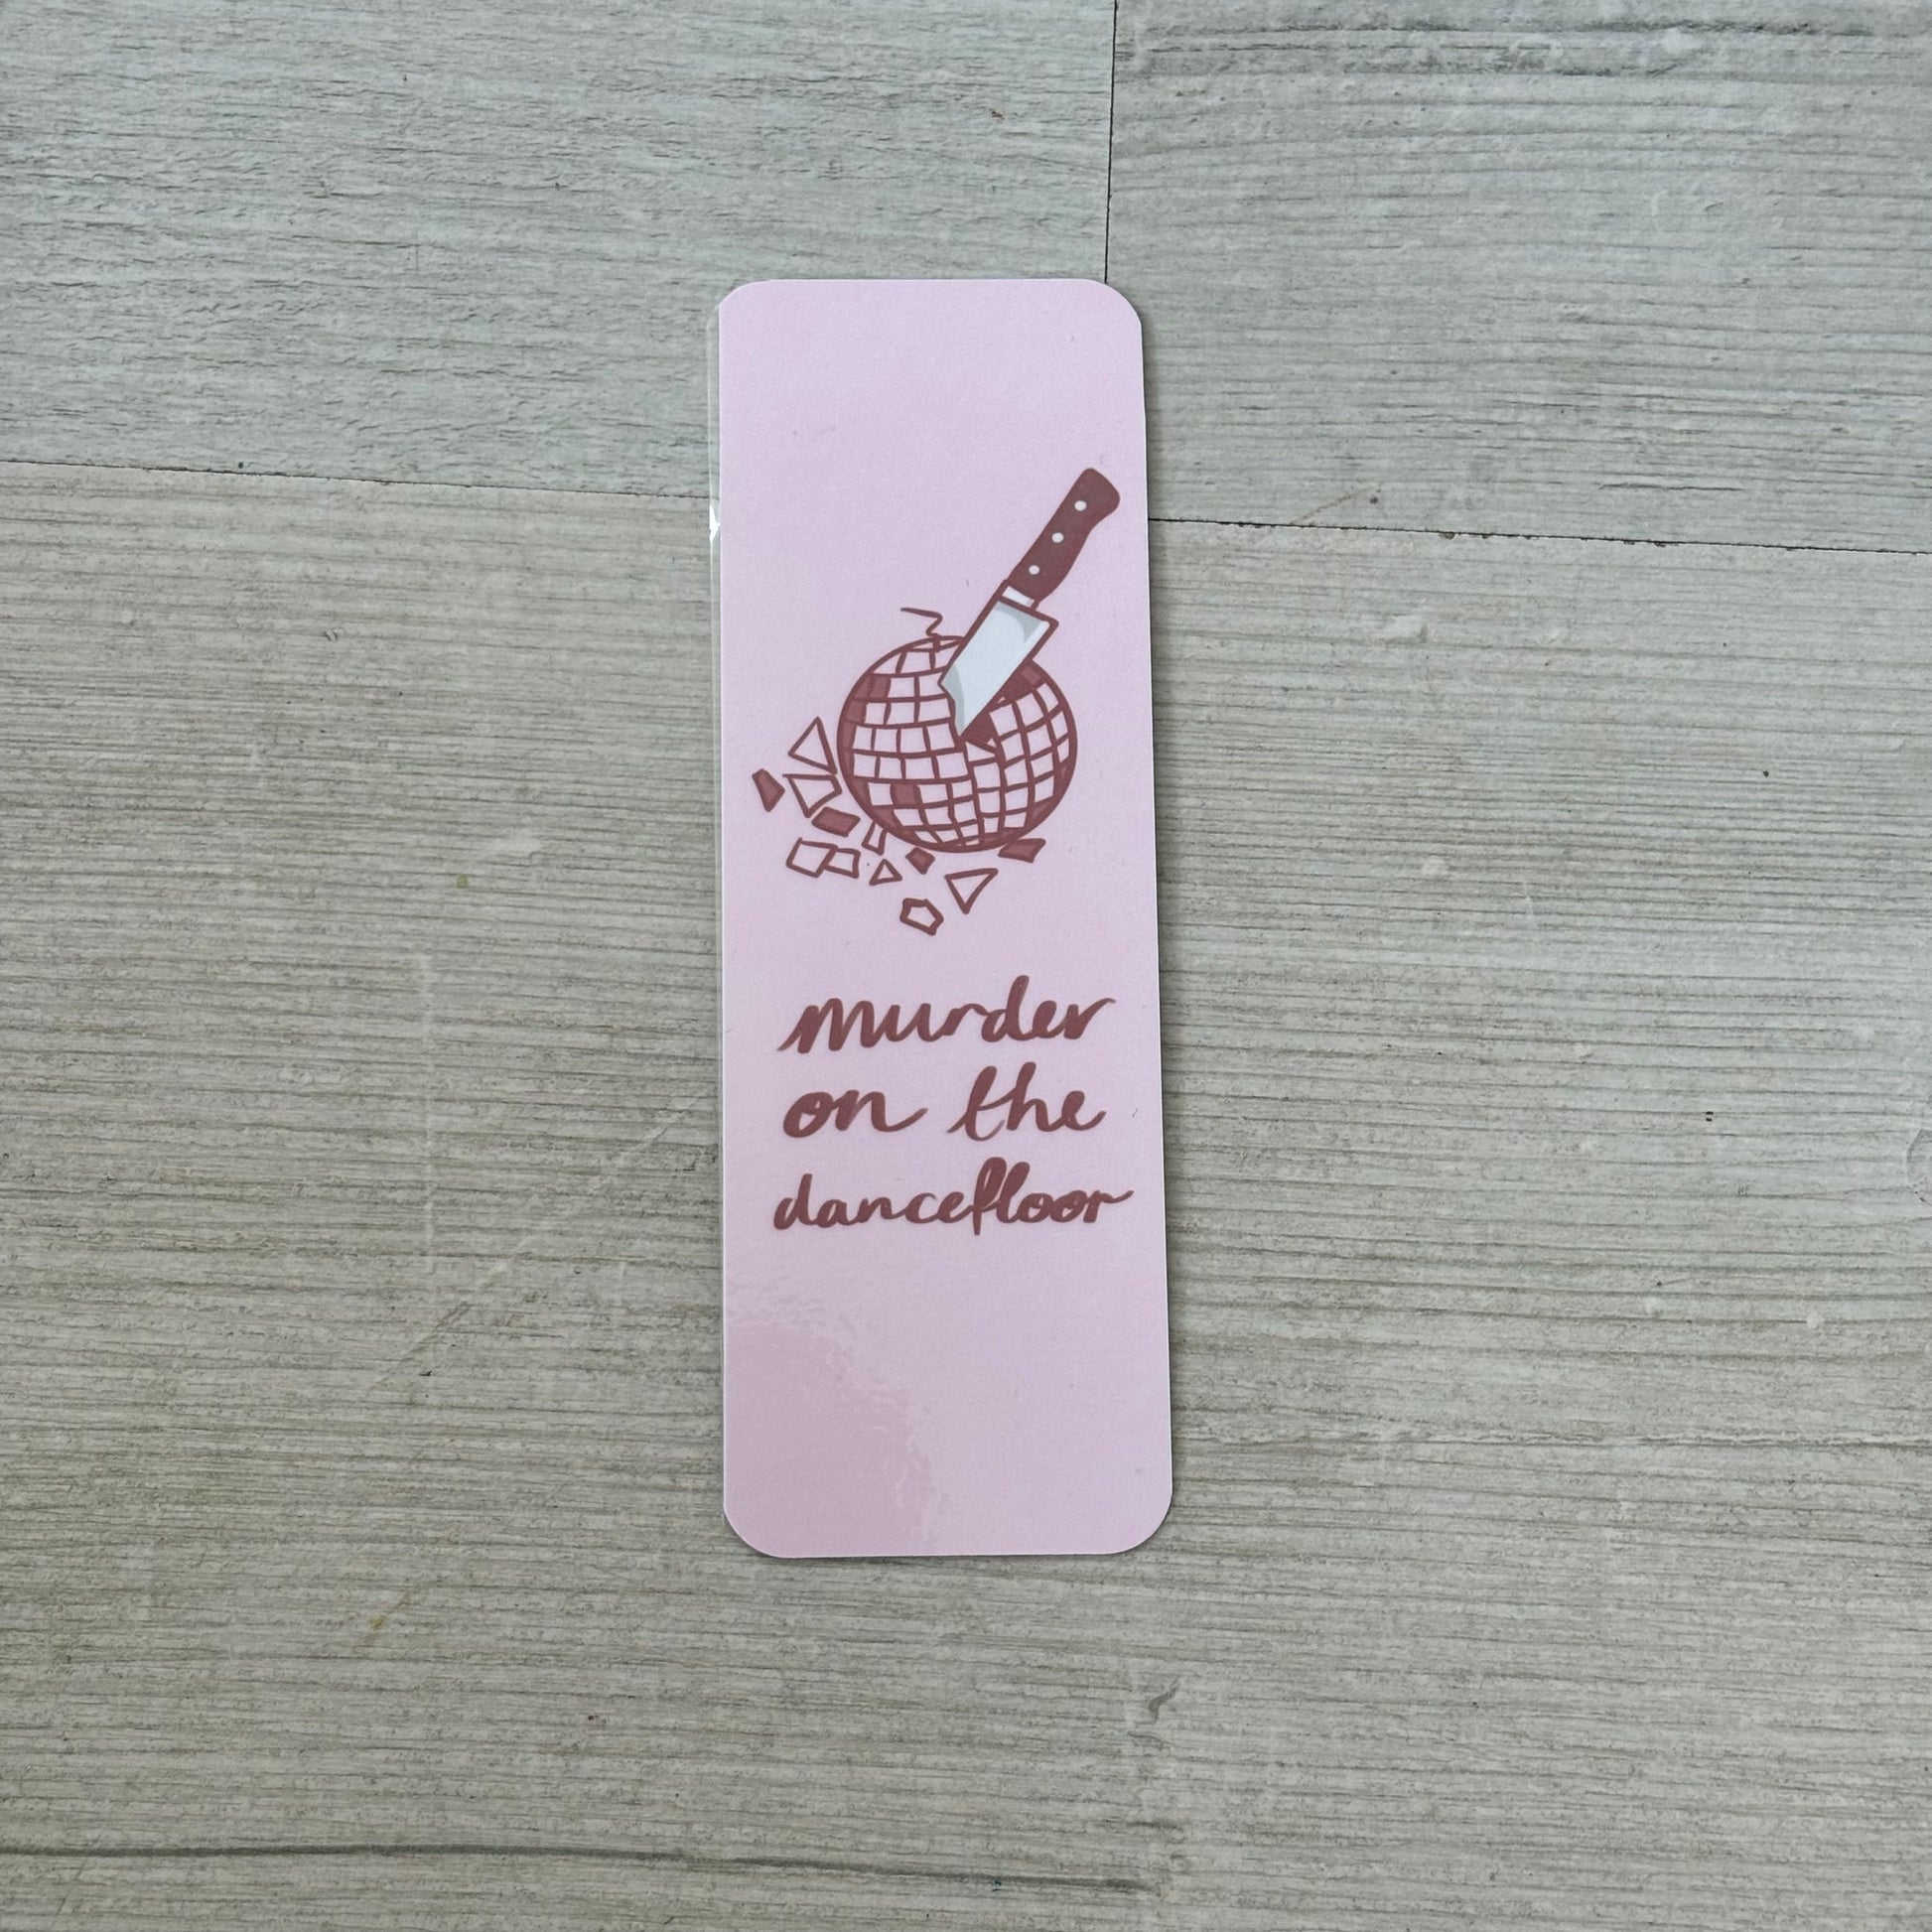 murder
on the
dancefloor